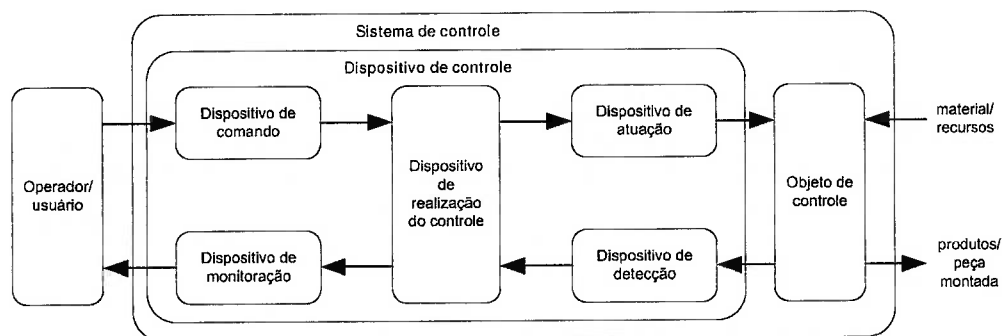 Sistema de controle
Dispositivo de controle
Operador/
usuário
Dispositivo de
comando
Dispositivo de
monitoração
Dispositivo
de
realização
do controle
Dispositivo de
atuação
Dispositivo de
detecção
Objeto de
controle
material/
recursos
produtos/
peça
montada